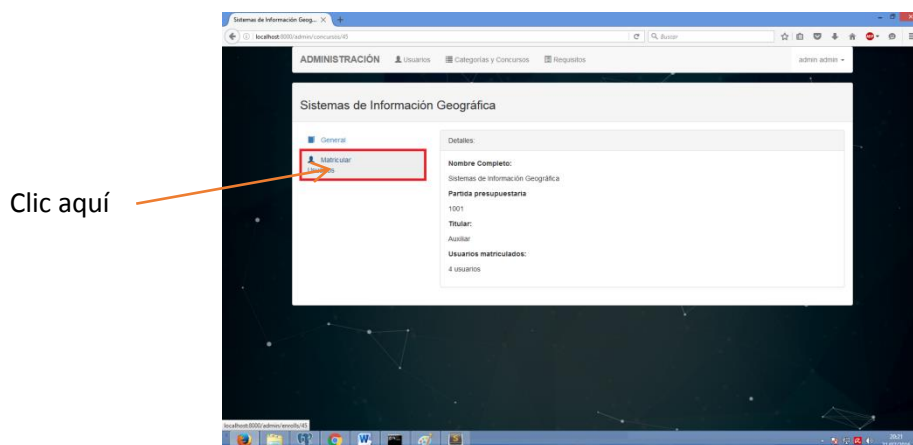 Sistemas de Información Geog...
localhost:8000/admin/concursos/45
Buscar
ADMINISTRACIÓN Usuarios Categorías y Concursos Requisitos admin admin
Sistemas de Información Geográfica
General
Detalles:
Matricular
Usuarios
Nombre Completo:
Sistemas de Información Geográfica
Partida presupuestaria
1001
Titular:
Auxiliar
Usuarios matriculados:
4 usuarios
Clic aquí
localhost:8000/admin/enrolls/45
20:21